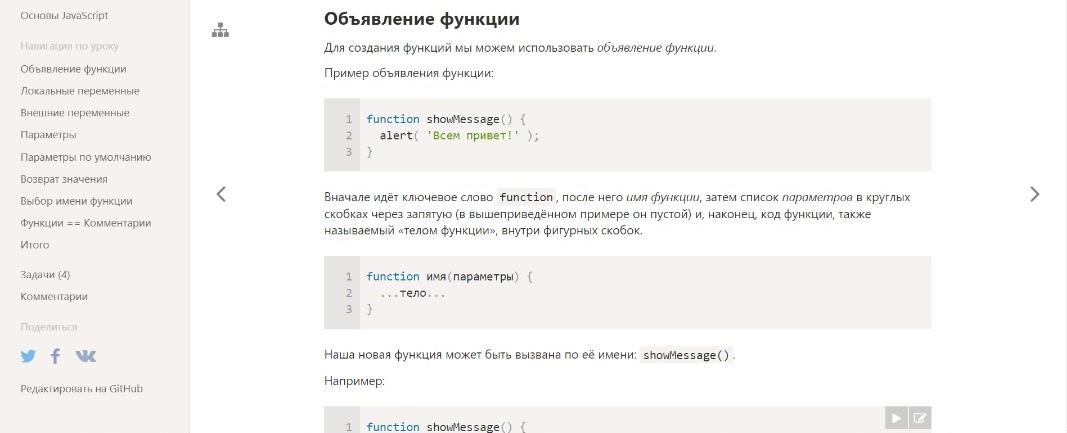 Основы JavaScript
Навигация по уроку
Объявление функции
Локальные переменные
Внешние переменные
Параметры
Параметры по умолчанию
Возврат значения
Выбор имени функции
Функции == Комментарии
Итого
Задачи (4)
Комментарии
Поделиться
Редактировать на GitHub
Объявление функции
Для создания функций мы можем использовать объявление функции.
Пример объявления функции:
1 function showMessage() {
2   alert( 'Всем привет!' );
3 }
Вначале идёт ключевое слово function, после него имя функции, затем список параметров в круглых
скобках через запятую (в вышеприведённом примере он пустой) и, наконец, код функции, также
называемый «телом функции», внутри фигурных скобок.
1 function имя(параметры) {
2   ...тело...
3 }
Наша новая функция может быть вызвана по её имени: showMessage().
Например:
1 function showMessage() {